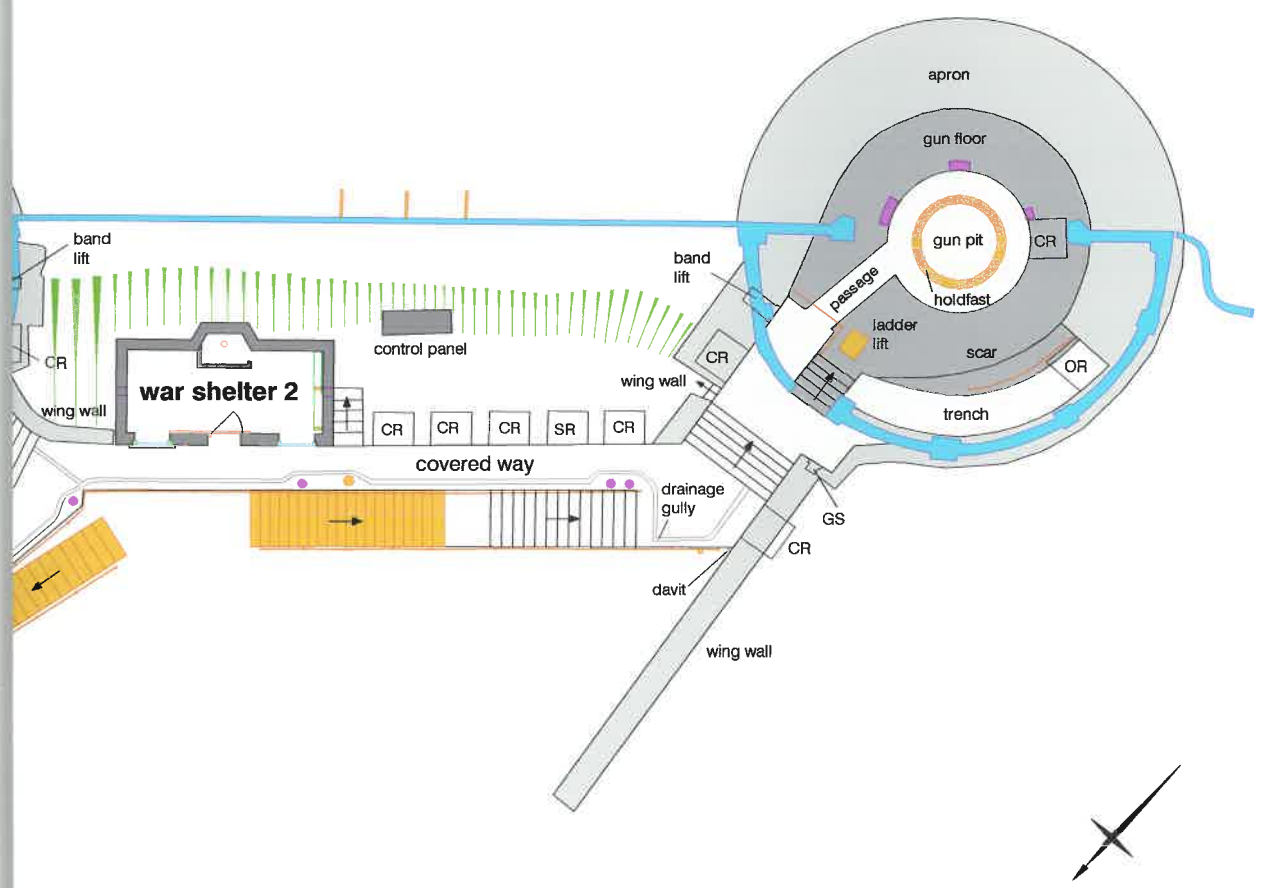 apron
gun floor
band
lift
gun pit
CR
band
lift
passage
holdfast
ladder
lift
control panel
scar
CR
CR
OR
war shelter 2
wing wall
wing wall
trench
CR
CR
CR
SR
CR
covered way
drainage
gully
GS
CR
davit
wing wall